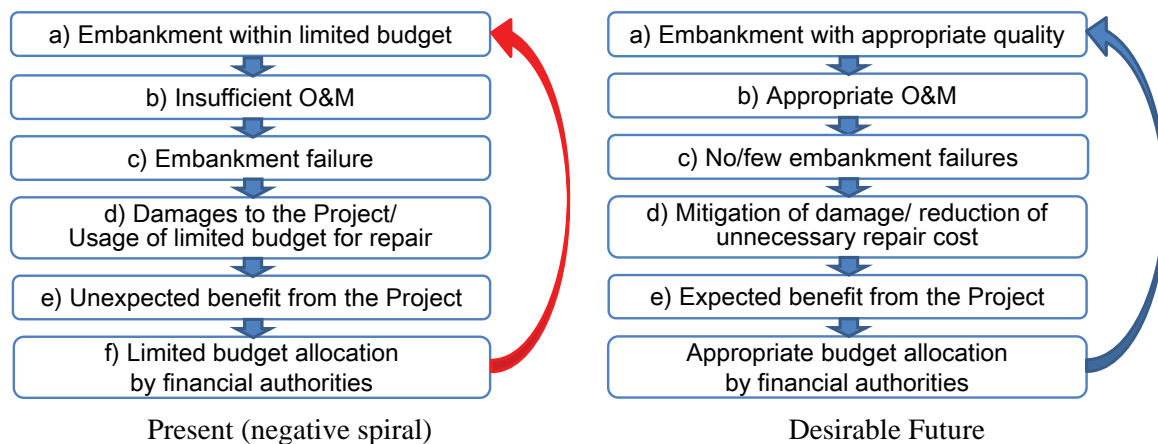 a) Embankment within limited budget
b) Insufficient O&M
c) Embankment failure
d) Damages to the Project/
Usage of limited budget for repair
e) Unexpected benefit from the Project
f) Limited budget allocation
by financial authorities
Present (negative spiral)
a) Embankment with appropriate quality
b) Appropriate O&M
c) No/few embankment failures
d) Mitigation of damage/ reduction of
unnecessary repair cost
e) Expected benefit from the Project
Appropriate budget allocation
by financial authorities
Desirable Future